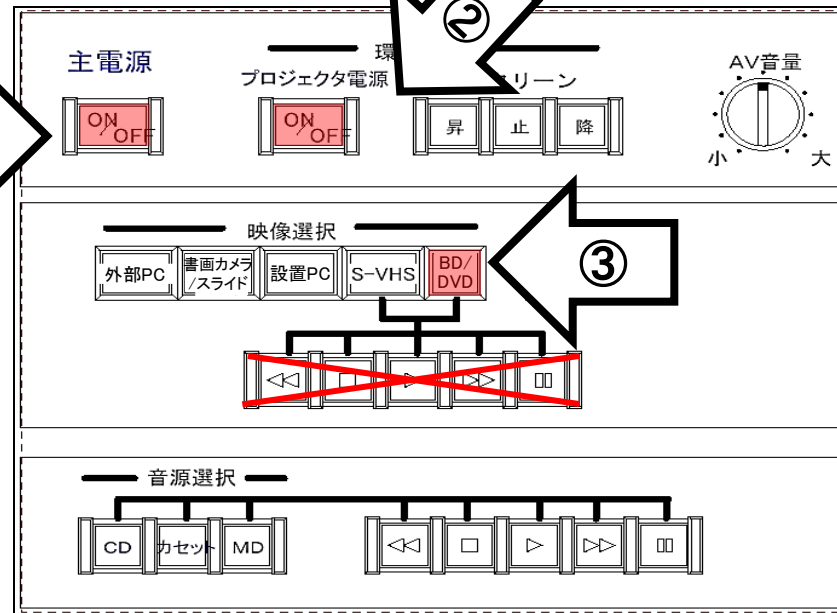 ②
主電源
環
プロジェクタ電源
リーン
AV音量
ON/OFF
ON/OFF
昇
止
降
小
大
映像選択
外部PC
書画カメラ
/スライド
設置PC
S-VHS
BD/
DVD
③
音源選択
CD
カセット
MD